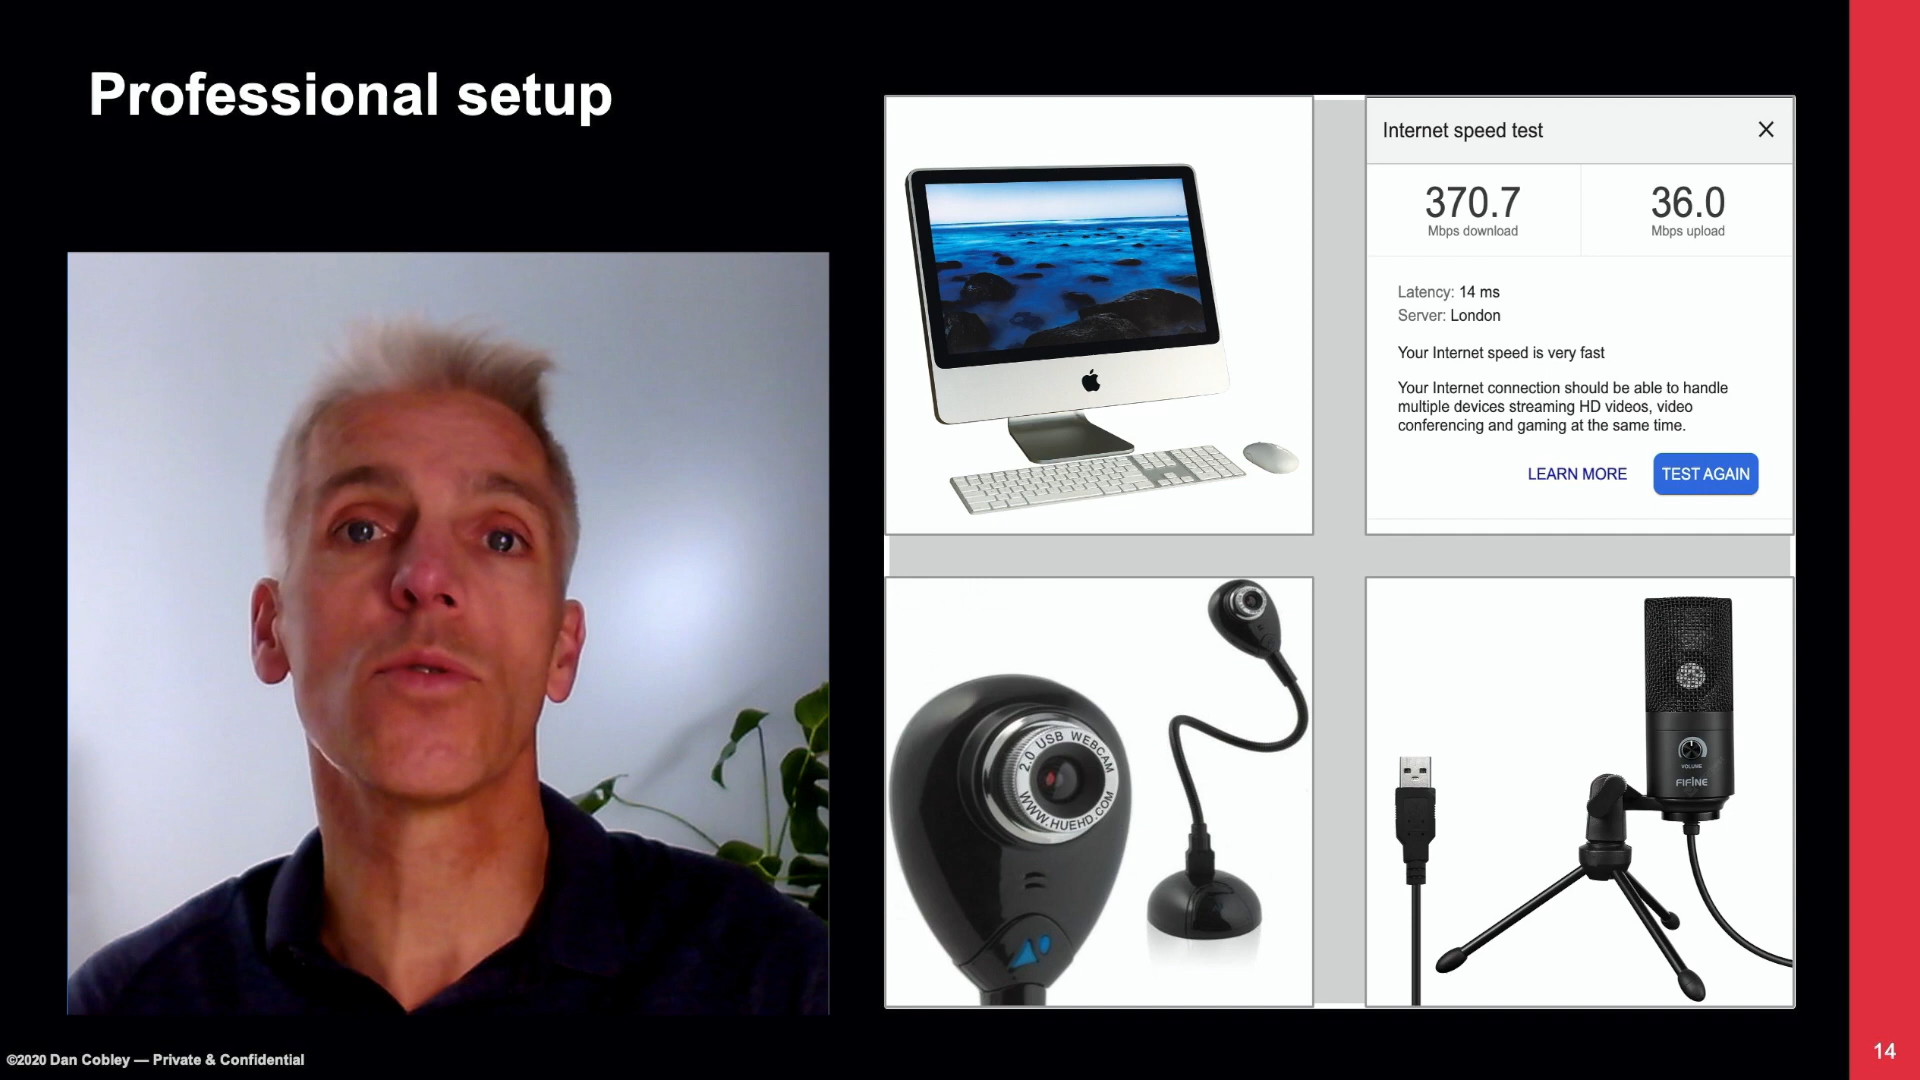 Professional setup
Internet speed test
370.7
Mbps download
36.0
Mbps upload
Latency: 14 ms
Server: London
Your Internet speed is very fast
Your Internet connection should be able to handle
multiple devices streaming HD videos, video
conferencing and gaming at the same time.
LEARN MORE
TEST AGAIN
2.0 USB WEBCAM
WWW.HUEHD.COM
VOLUME
FIFINE
©2020 Dan Cobley — Private & Confidential
14